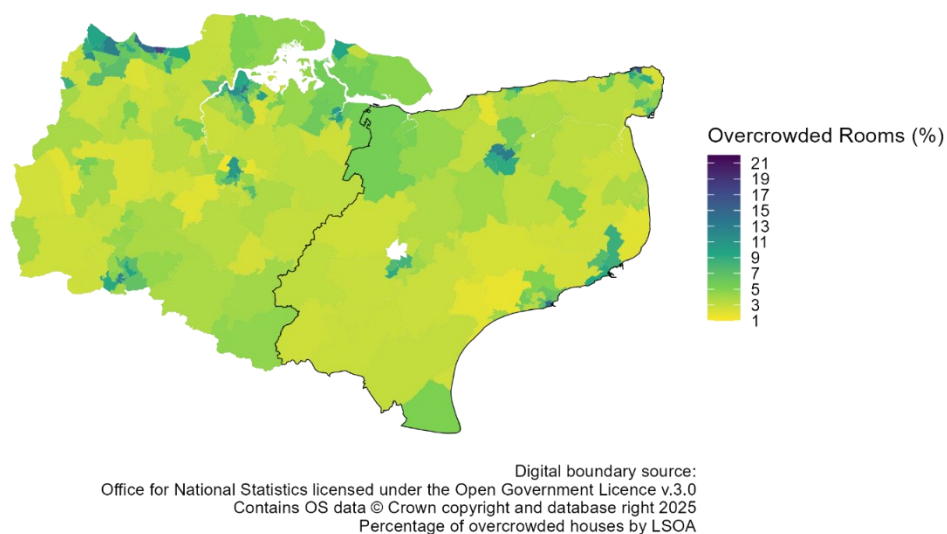 Overcrowded Rooms (%)
21
19
17
15
13
11
9
7
5
3
1
Digital boundary source:
Office for National Statistics licensed under the Open Government Licence v.3.0
Contains OS data © Crown copyright and database right 2025
Percentage of overcrowded houses by LSOA